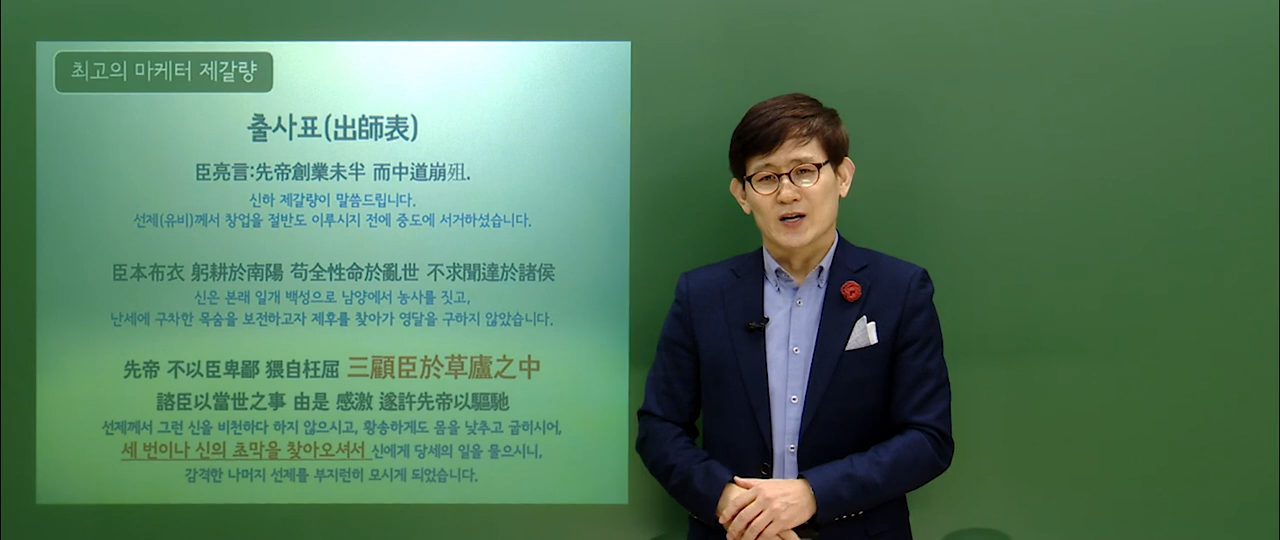 최고의 마케터 제갈량
출사표(出師表)
臣亮言:先帝創業未半 而中道崩殂.
신하 제갈량이 말씀드립니다.
선제(유비)께서 창업을 절반도 이루시지 전에 중도에 서거하셨습니다.
臣本布衣 躬耕於南陽 苟全性命於亂世 不求聞達於諸侯
신은 본래 일개 백성으로 남양에서 농사를 짓고,
난세에 구차한 목숨을 보전하고자 제후를 찾아가 영달을 구하지 않았습니다.
先帝 不以臣卑鄙 猥自枉屈 三顧臣於草廬之中
諮臣以當世之事 由是 感激 遂許先帝以驅馳
선제께서 그런 신을 비천하다 하지 않으시고, 황송하게도 몸을 낮추고 굽히시어,
세 번이나 신의 초막을 찾아오셔서 신에게 당세의 일을 물으시니,
감격한 나머지 선제를 부지런히 모시게 되었습니다.